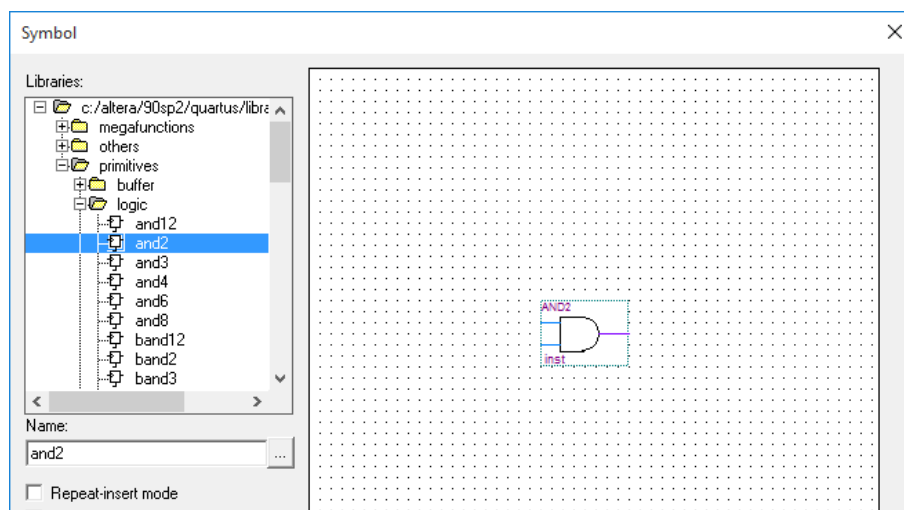 Symbol
Libraries:
c:/altera/90sp2/quartus/libra
megafunctions
others
primitives
buffer
logic
and12
and2
and3
and4
and6
and8
band12
band2
band3
Name:
and2
...
Repeat-insert mode
AND2
inst